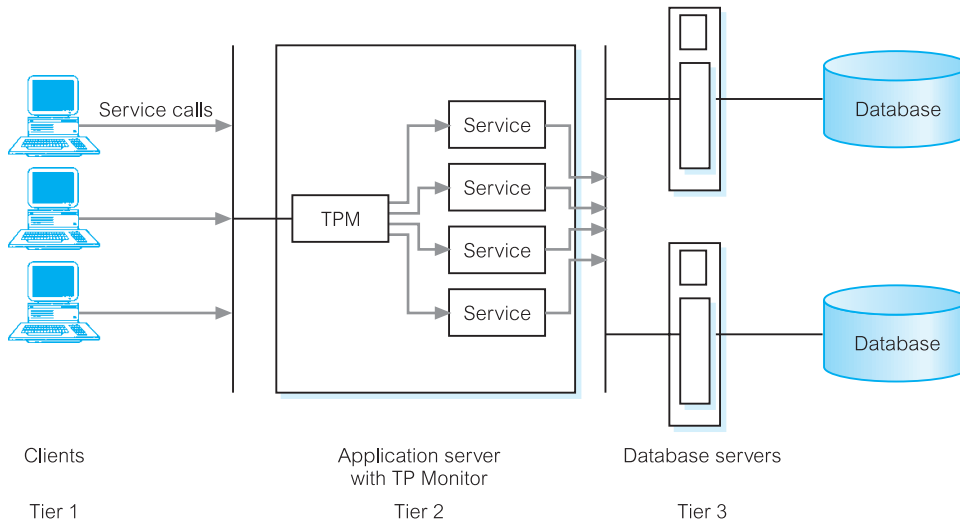 Service calls
Service
Database
Service
TPM
Service
Service
Database
Clients
Application server
with TP Monitor
Database servers
Tier 1
Tier 2
Tier 3